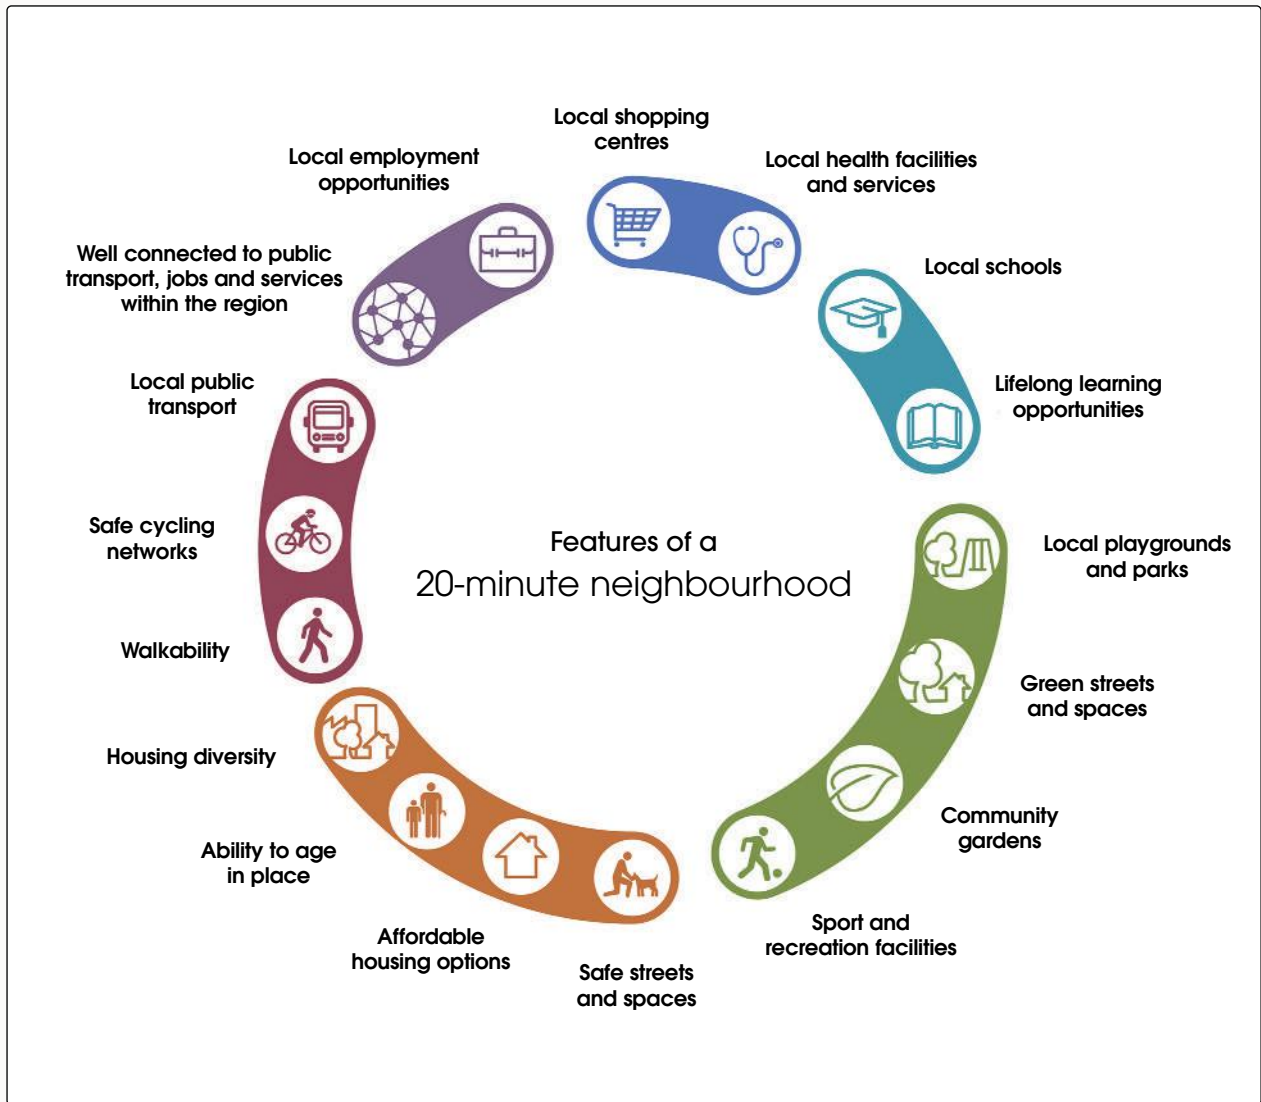 Local shopping
centres
Local health facilities
and services
Local schools
Lifelong learning
opportunities
Local playgrounds
and parks
Green streets
and spaces
Community
gardens
Sport and
recreation facilities
Safe streets
and spaces
Affordable
housing options
Ability to age
in place
Housing diversity
Walkability
Safe cycling
networks
Local public
transport
Well connected to public
transport, jobs and services
within the region
Local employment
opportunities
Features of a
20-minute neighbourhood